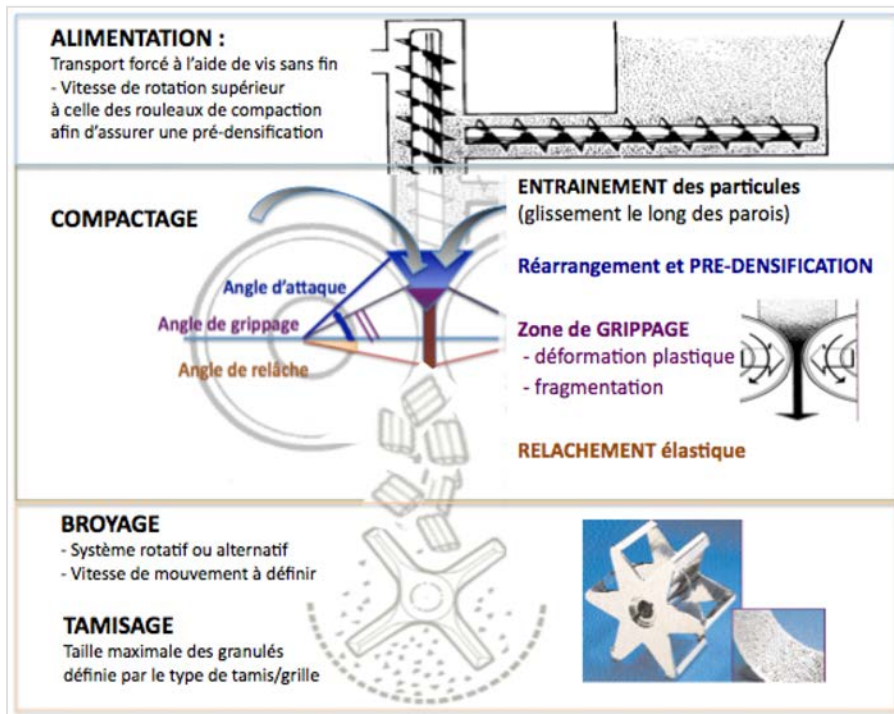 ALIMENTATION :
Transport forcé à l'aide de vis sans fin
- Vitesse de rotation supérieur
à celle des rouleaux de compaction
afin d'assurer une pré-densification
COMPACTAGE
ENTRAINEMENT des particules
(glissement le long des parois)
Réarrangement et PRE-DENSIFICATION
Angle d'attaque
Angle de grippage
Angle de relâche
Zone de GRIPPAGE
- déformation plastique
- fragmentation
RELACHEMENT élastique
BROYAGE
- Système rotatif ou alternatif
- Vitesse de mouvement à définir
TAMISAGE
Taille maximale des granulés
définie par le type de tamis/grille